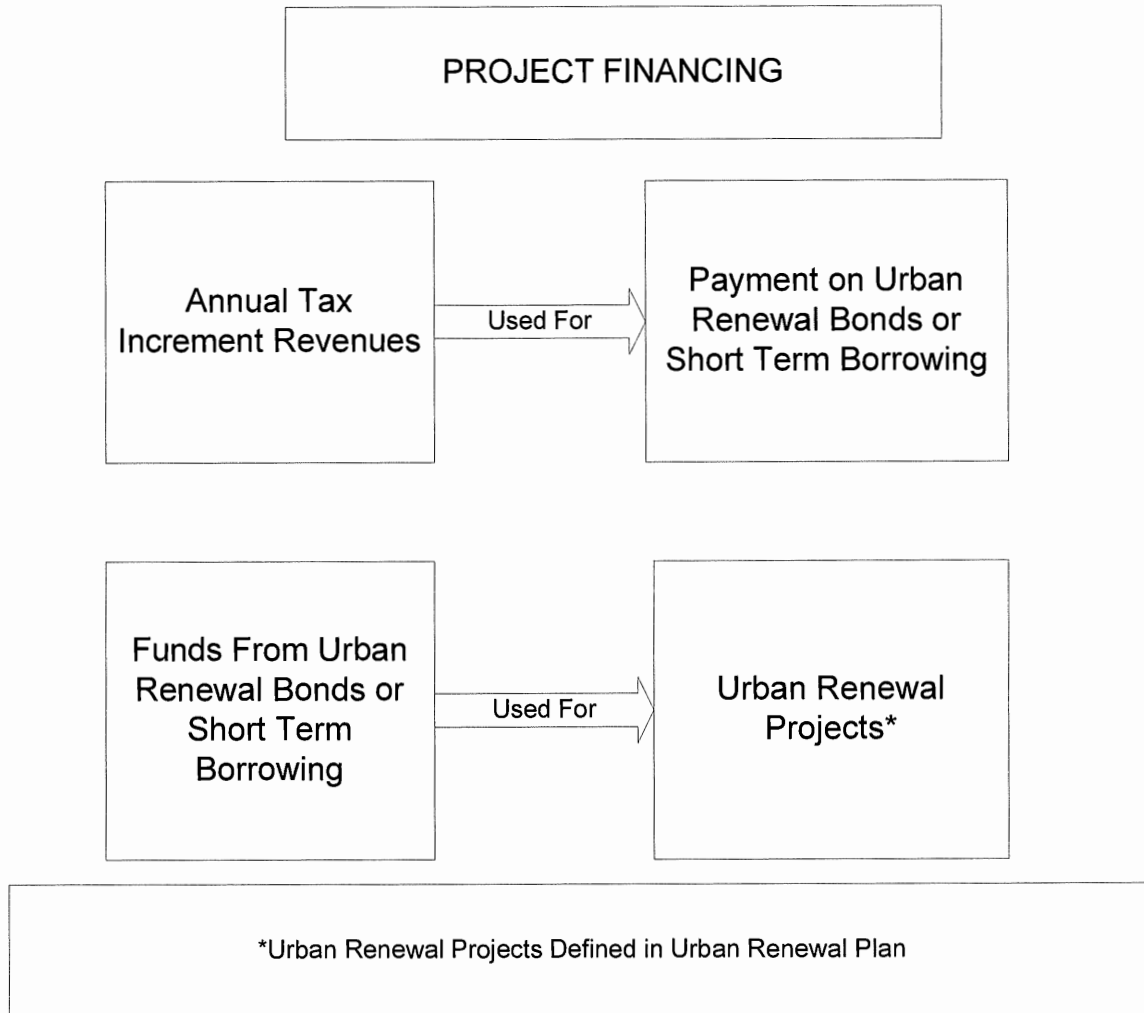 PROJECT FINANCING
Annual Tax
Increment Revenues
Used For
Payment on Urban
Renewal Bonds or
Short Term Borrowing
Funds From Urban
Renewal Bonds or
Short Term
Borrowing
Used For
Urban Renewal
Projects*
*Urban Renewal Projects Defined in Urban Renewal Plan